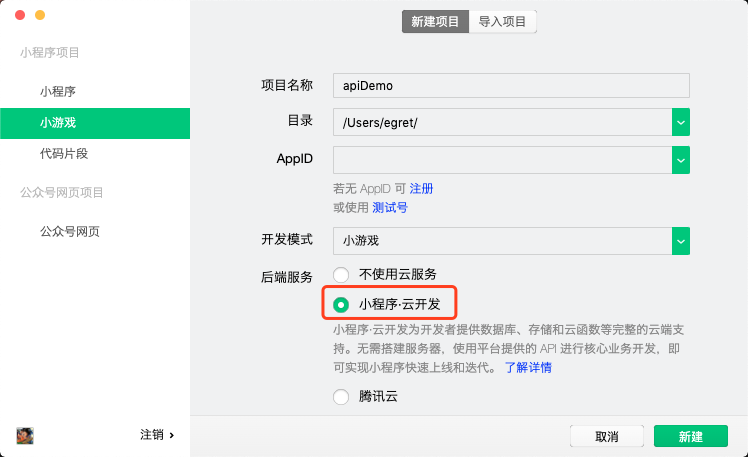 新建项目 导入项目
小程序项目
小程序
小游戏
代码片段
公众号网页项目
公众号网页
注销 ›
项目名称 apiDemo
目录 /Users/egret/
AppID
若无 AppID 可 注册
或使用 测试号
开发模式 小游戏
后端服务 不使用云服务
小程序·云开发
小程序·云开发为开发者提供数据库、存储和云函数等完整的云端支
持。无需搭建服务器，使用平台提供的 API 进行核心业务开发，即
可实现小程序快速上线和迭代。 了解详情
腾讯云
取消 新建